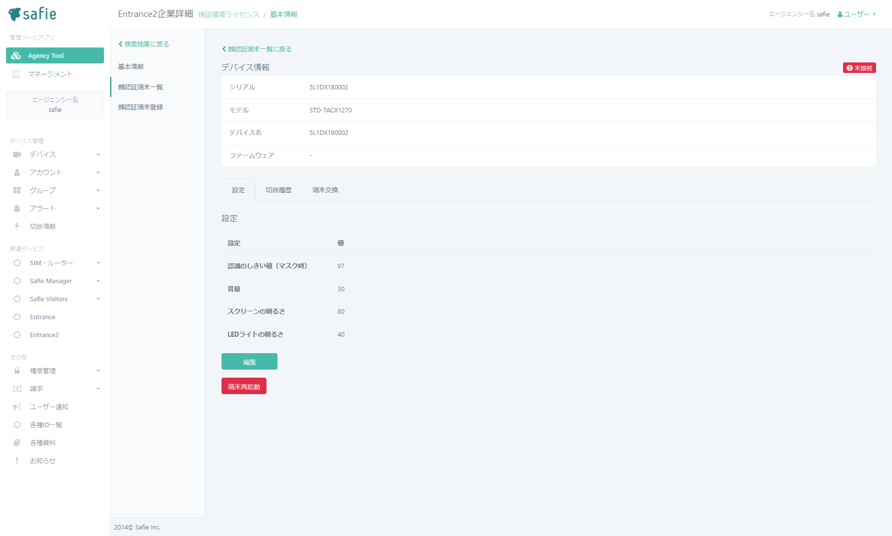 safie
管理ツールアプリ
Agency Tool
マネージメント
エージェンシー名
safie
デバイス管理
デバイス
アカウント
グループ
アラート
切断情報
関連サービス
SIM・ルーター
Safie Manager
Safie Visitors
Entrance
Entrance2
その他
権限管理
請求
ユーザー通知
各種ID一覧
各種資料
お知らせ
Entrance2企業詳細 検証環境ライセンス / 基本情報
エージェンシー名 safie ユーザー
検索結果に戻る
基本情報
顔認証端末一覧
顔認証端末登録
顔認証端末一覧に戻る
デバイス情報 未接続
シリアル 5L1DX180002
モデル STD-TACX1270
デバイス名 5L1DX180002
ファームウェア -
設定 切断履歴 端末交換
設定
設定 値
認識のしきい値（マスク時） 97
音量 30
スクリーンの明るさ 80
LEDライトの明るさ 40
編集
端末再起動
2014© Safie Inc.